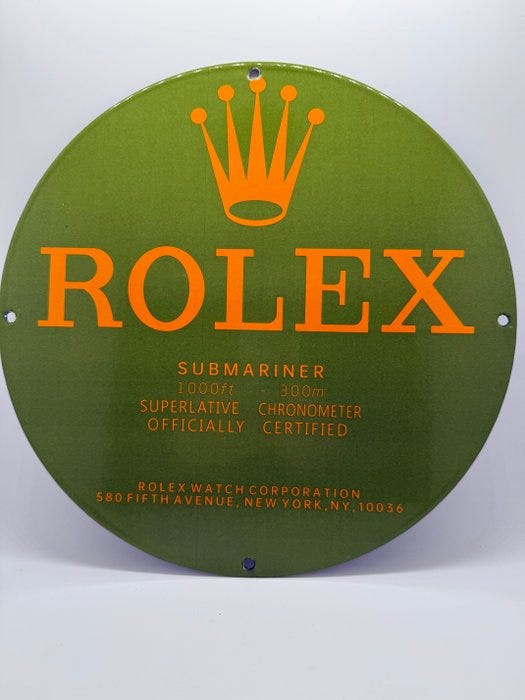 ROLEX
SUBMARINER
1000ft - 300m
SUPERLATIVE CHRONOMETER
OFFICIALLY CERTIFIED
ROLEX WATCH CORPORATION
580 FIFTH AVENUE, NEW YORK, NY, 10036